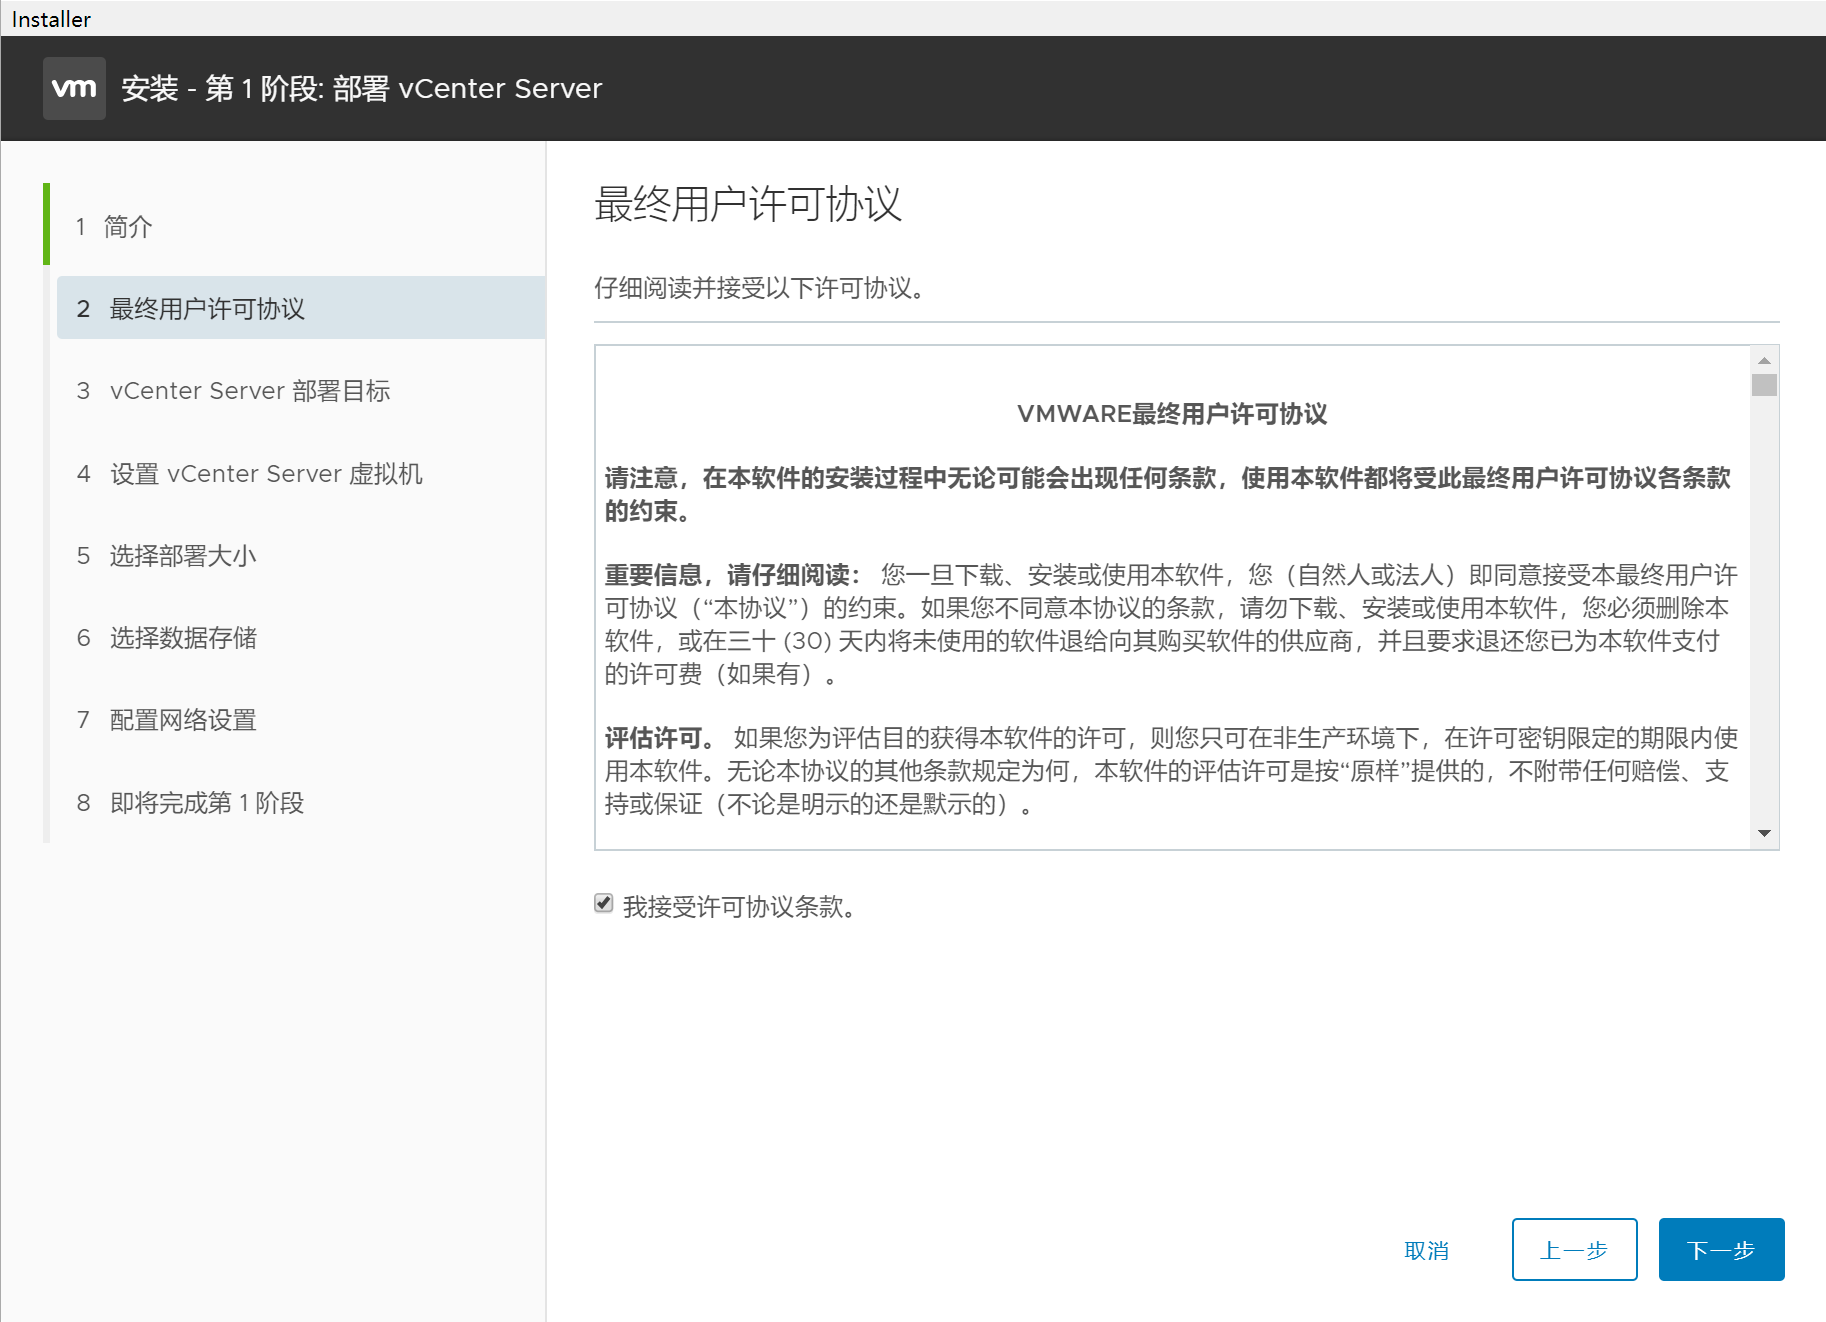 Installer
vm 安装 - 第 1 阶段: 部署 vCenter Server
1 简介
2 最终用户许可协议
3 vCenter Server 部署目标
4 设置 vCenter Server 虚拟机
5 选择部署大小
6 选择数据存储
7 配置网络设置
8 即将完成第 1 阶段
最终用户许可协议
仔细阅读并接受以下许可协议。
VMWARE最终用户许可协议
请注意，在本软件的安装过程中无论可能会出现任何条款，使用本软件都将受此最终用户许可协议各条款
的约束。
重要信息，请仔细阅读： 您一旦下载、安装或使用本软件，您（自然人或法人）即同意接受本最终用户许
可协议（“本协议”）的约束。如果您不同意本协议的条款，请勿下载、安装或使用本软件，您必须删除本
软件，或在三十 (30) 天内将未使用的软件退给向其购买软件的供应商，并且要求退还您已为本软件支付
的许可费（如果有）。
评估许可。 如果您为评估目的获得本软件的许可，则您只可在非生产环境下，在许可密钥限定的期限内使
用本软件。无论本协议的其他条款规定为何，本软件的评估许可是按“原样”提供的，不附带任何赔偿、支
持或保证（不论是明示的还是默示的）。
我接受许可协议条款。
取消
上一步
下一步